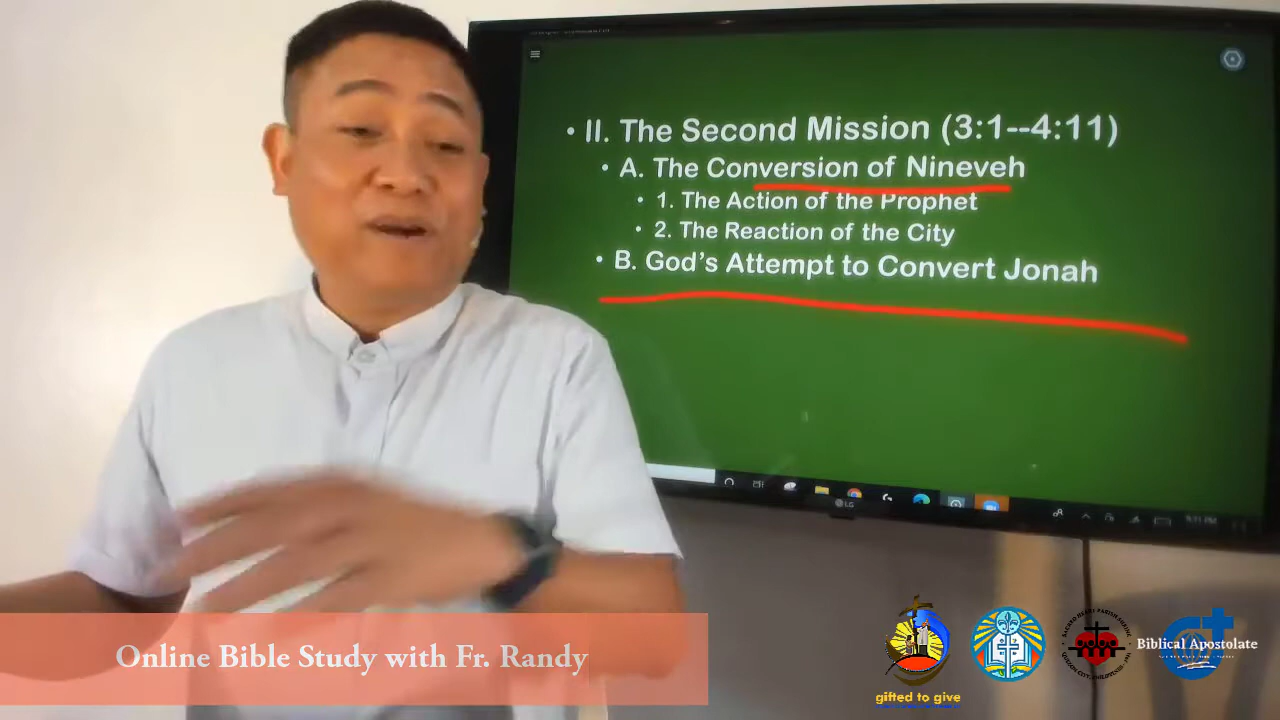 • II. The Second Mission (3:1--4:11)
• A. The Conversion of Nineveh
• 1. The Action of the Prophet
• 2. The Reaction of the City
• B. God's Attempt to Convert Jonah
LG
Online Bible Study with Fr. Randy
gifted to give
Biblical Apostolate